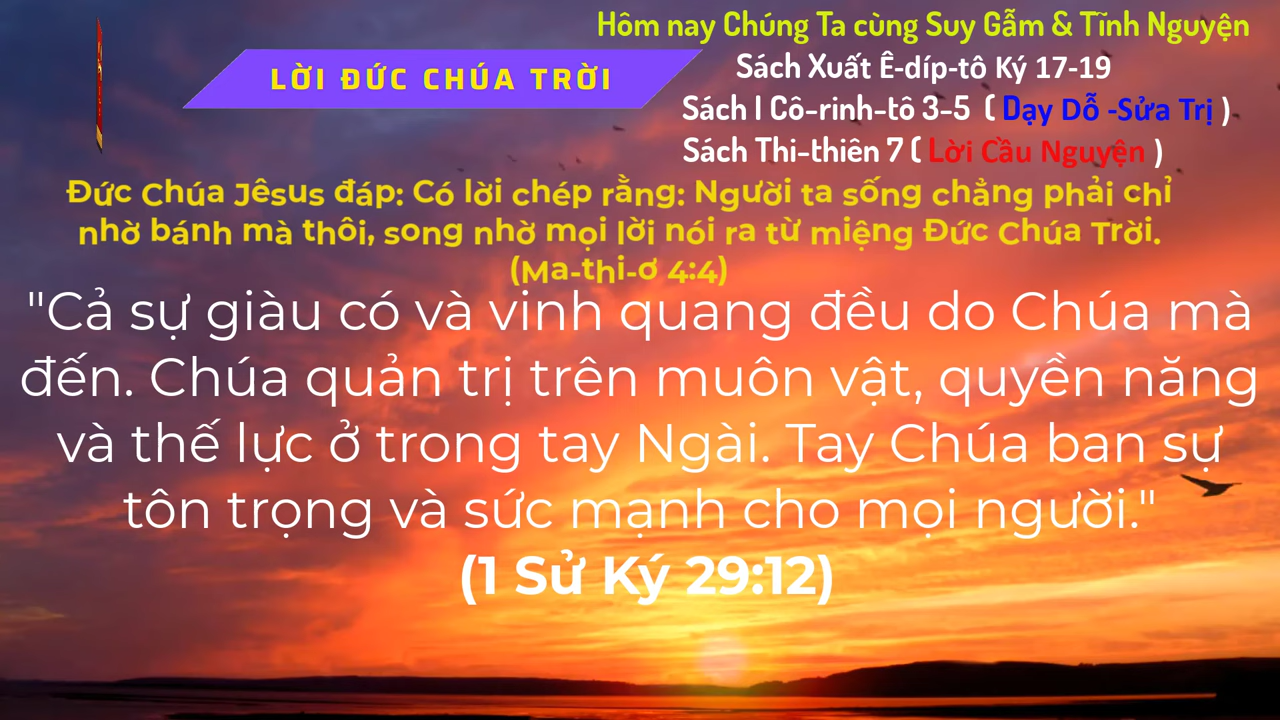 Hôm nay Chúng Ta cùng Suy Gẫm & Tĩnh Nguyện
LỜI ĐỨC CHÚA TRỜI
Sách Xuất Ê-díp-tô Ký 17-19
Sách I Cô-rinh-tô 3-5 ( Dạy Dỗ -Sửa Trị )
Sách Thi-thiên 7 ( Lời Cầu Nguyện )
Đức Chúa Jêsus đáp: Có lời chép rằng: Người ta sống chẳng phải chỉ
nhờ bánh mà thôi, song nhờ mọi lời nói ra từ miệng Đức Chúa Trời.
(Ma-thi-ơ 4:4)
"Cả sự giàu có và vinh quang đều do Chúa mà
đến. Chúa quản trị trên muôn vật, quyền năng
và thế lực ở trong tay Ngài. Tay Chúa ban sự
tôn trọng và sức mạnh cho mọi người."
(1 Sử Ký 29:12)